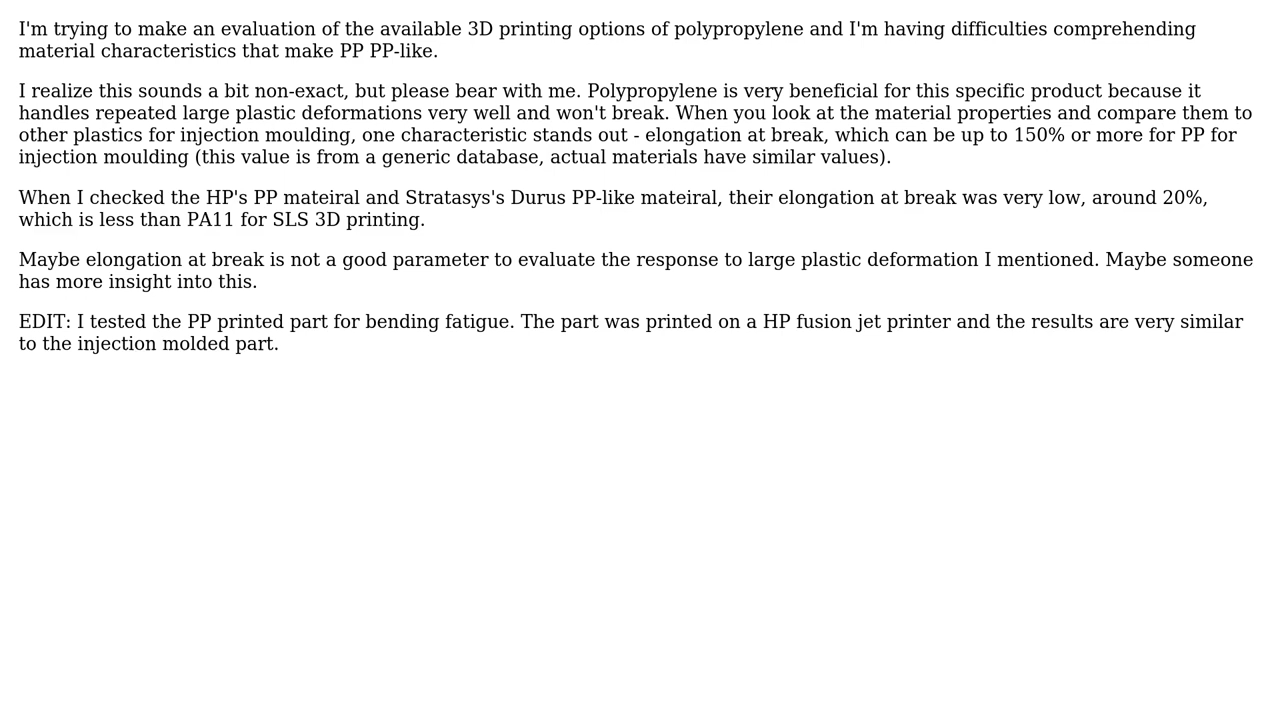 I'm trying to make an evaluation of the available 3D printing options of polypropylene and I'm having difficulties comprehending
material characteristics that make PP PP-like.
I realize this sounds a bit non-exact, but please bear with me. Polypropylene is very beneficial for this specific product because it
handles repeated large plastic deformations very well and won't break. When you look at the material properties and compare them to
other plastics for injection moulding, one characteristic stands out - elongation at break, which can be up to 150% or more for PP for
injection moulding (this value is from a generic database, actual materials have similar values).
When I checked the HP's PP mateiral and Stratasys's Durus PP-like mateiral, their elongation at break was very low, around 20%,
which is less than PA11 for SLS 3D printing.
Maybe elongation at break is not a good parameter to evaluate the response to large plastic deformation I mentioned. Maybe someone
has more insight into this.
EDIT: I tested the PP printed part for bending fatigue. The part was printed on a HP fusion jet printer and the results are very similar
to the injection molded part.